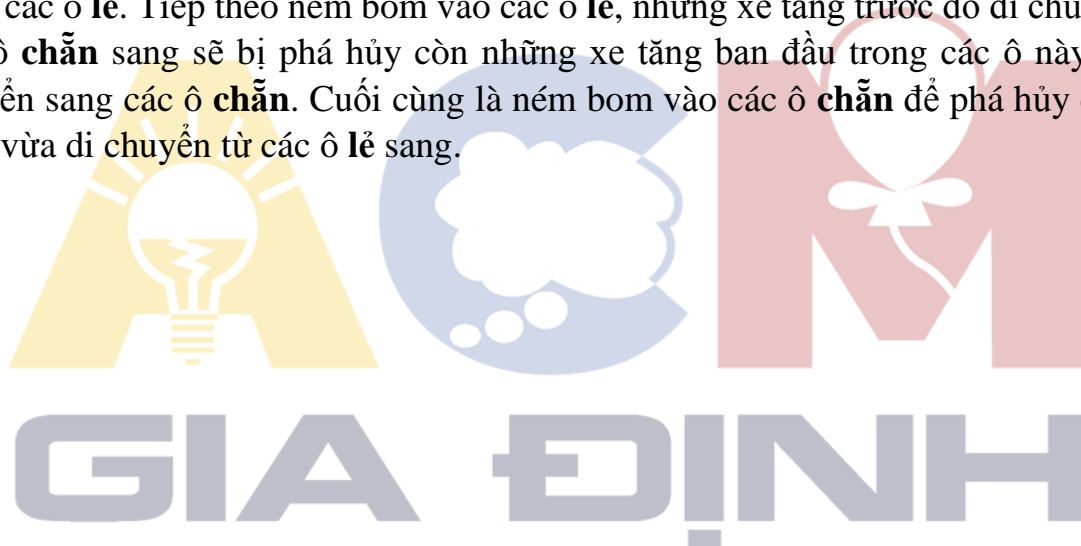 các ô lẻ. Tiếp theo ném bom vào các ô lẻ, những xe tăng trước đó di
chẵn sang sẽ bị phá hủy còn những xe tăng ban đầu trong các ô này
sang các ô chẵn. Cuối cùng là ném bom vào các ô chẵn để phá hủy
vừa di chuyển từ các ô lẻ sang.
ACM
GIA ĐỊNH